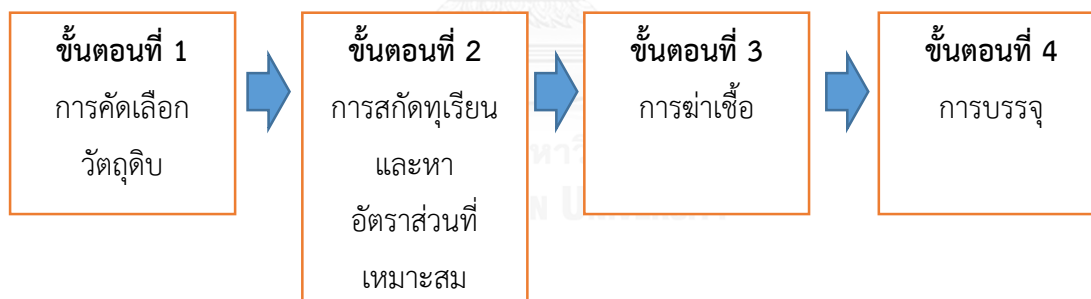 ขั้นตอนที่ 1
การคัดเลือก
วัตถุดิบ
ขั้นตอนที่ 2
การสกัดทุเรียน
และหา
อัตราส่วนที่
เหมาะสม
ขั้นตอนที่ 3
การฆ่าเชื้อ
ขั้นตอนที่ 4
การบรรจุ